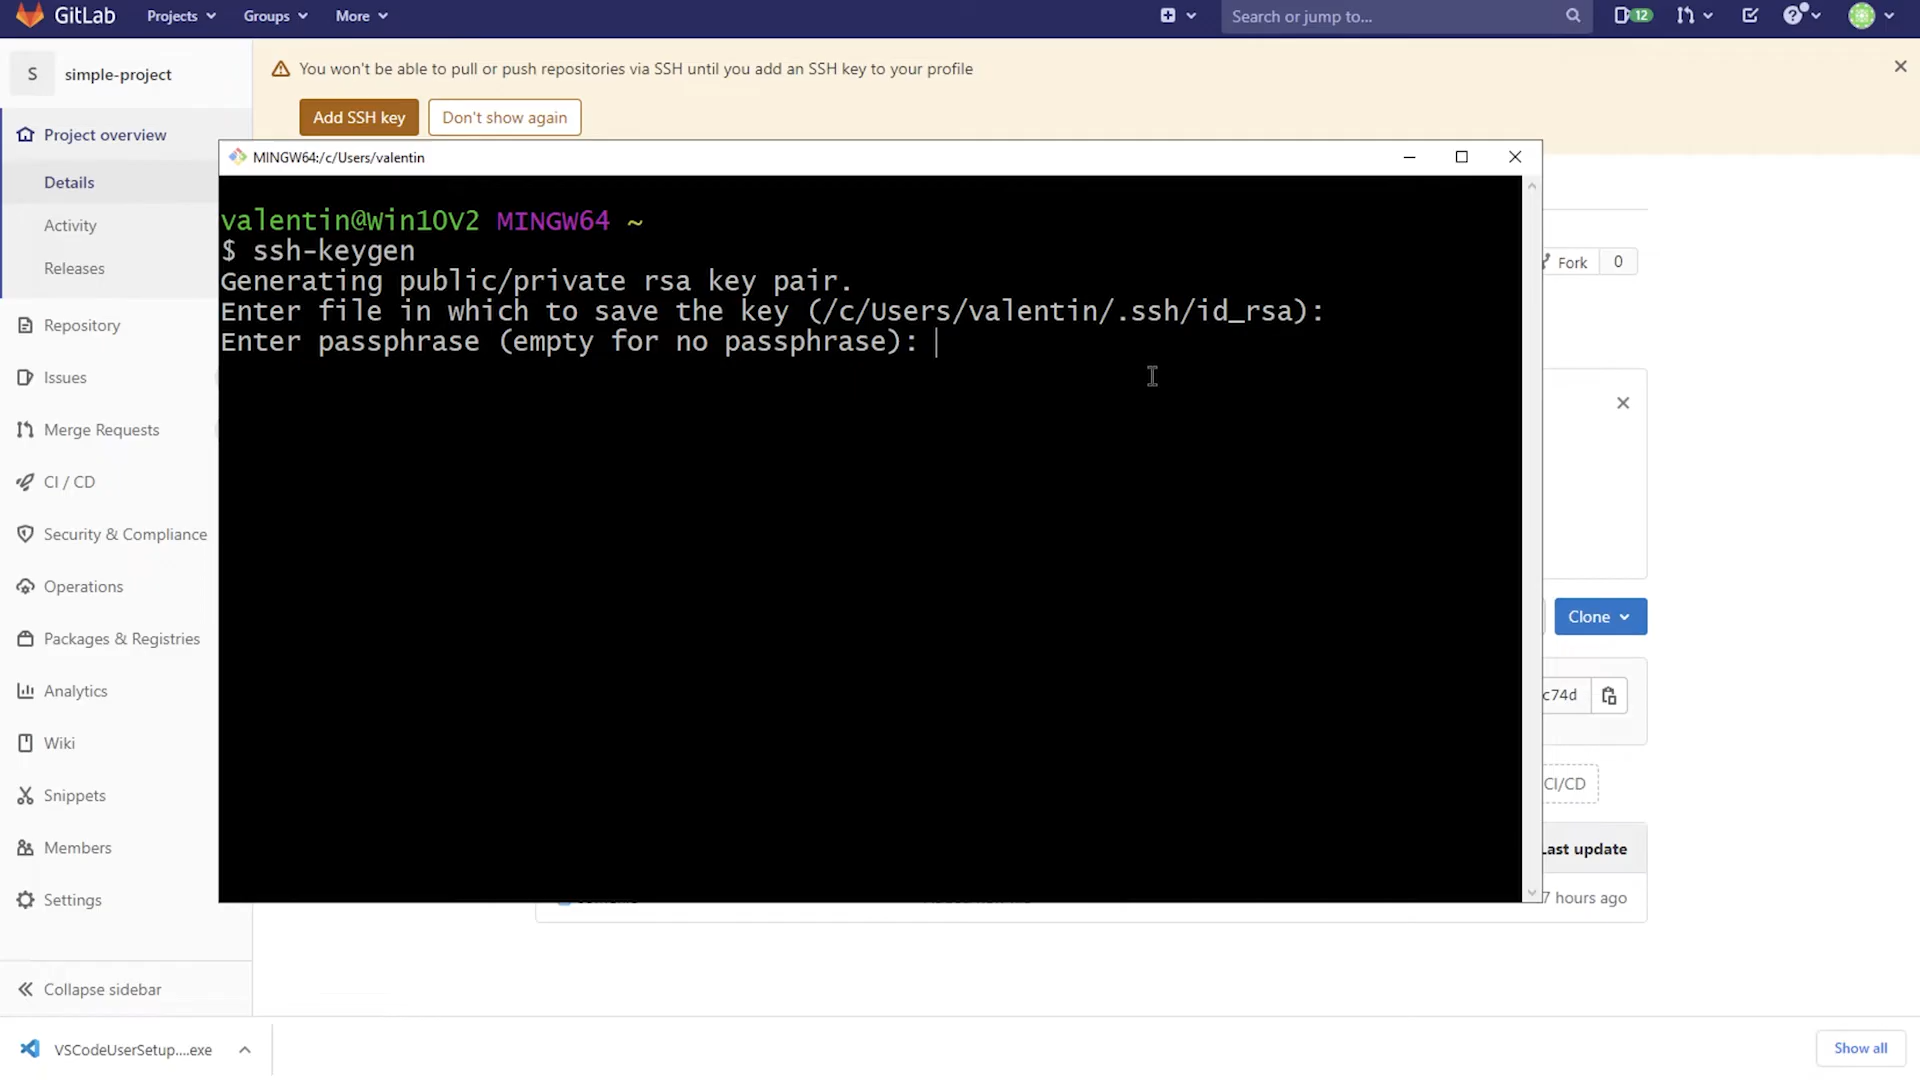 GitLab Projects Groups More Search or jump to... 12
S simple-project
You won't be able to pull or push repositories via SSH until you add an SSH key to your profile
Add SSH key Don't show again
Project overview
Details
Activity
Releases
Repository
Issues
Merge Requests
CI / CD
Security & Compliance
Operations
Packages & Registries
Analytics
Wiki
Snippets
Members
Settings
Collapse sidebar
MINGW64:/c/Users/valentin
valentin@Win10V2 MINGW64 ~
$ ssh-keygen
Generating public/private rsa key pair.
Enter file in which to save the key (/c/Users/valentin/.ssh/id_rsa):
Enter passphrase (empty for no passphrase):
Fork 0
Clone
c74d
CI/CD
Last update
7 hours ago
VSCodeUserSetup....exe
Show all